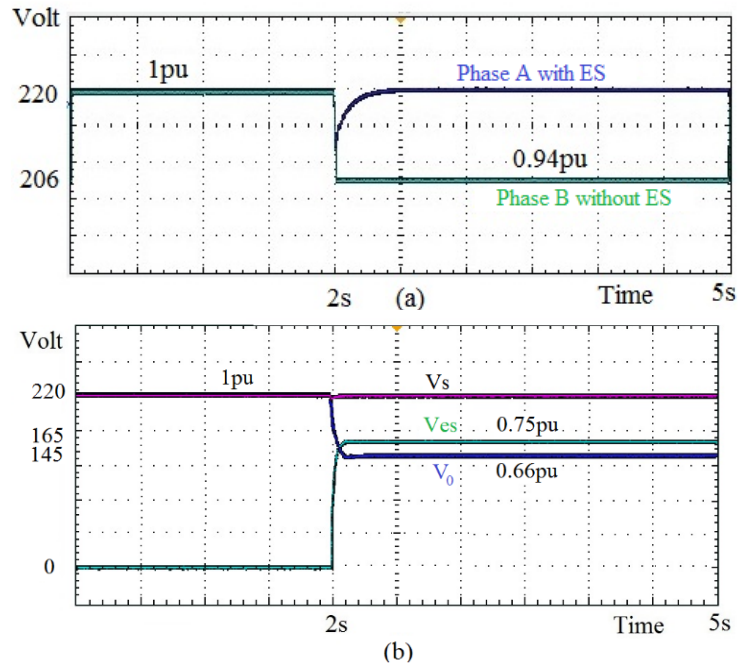 Volt
1pu
220
Phase A with ES
0.94pu
206
Phase B without ES
2s (a) Time 5s
Volt
1pu
Vs
220
Ves 0.75pu
165
145
V₀ 0.66pu
0
2s Time 5s
(b)